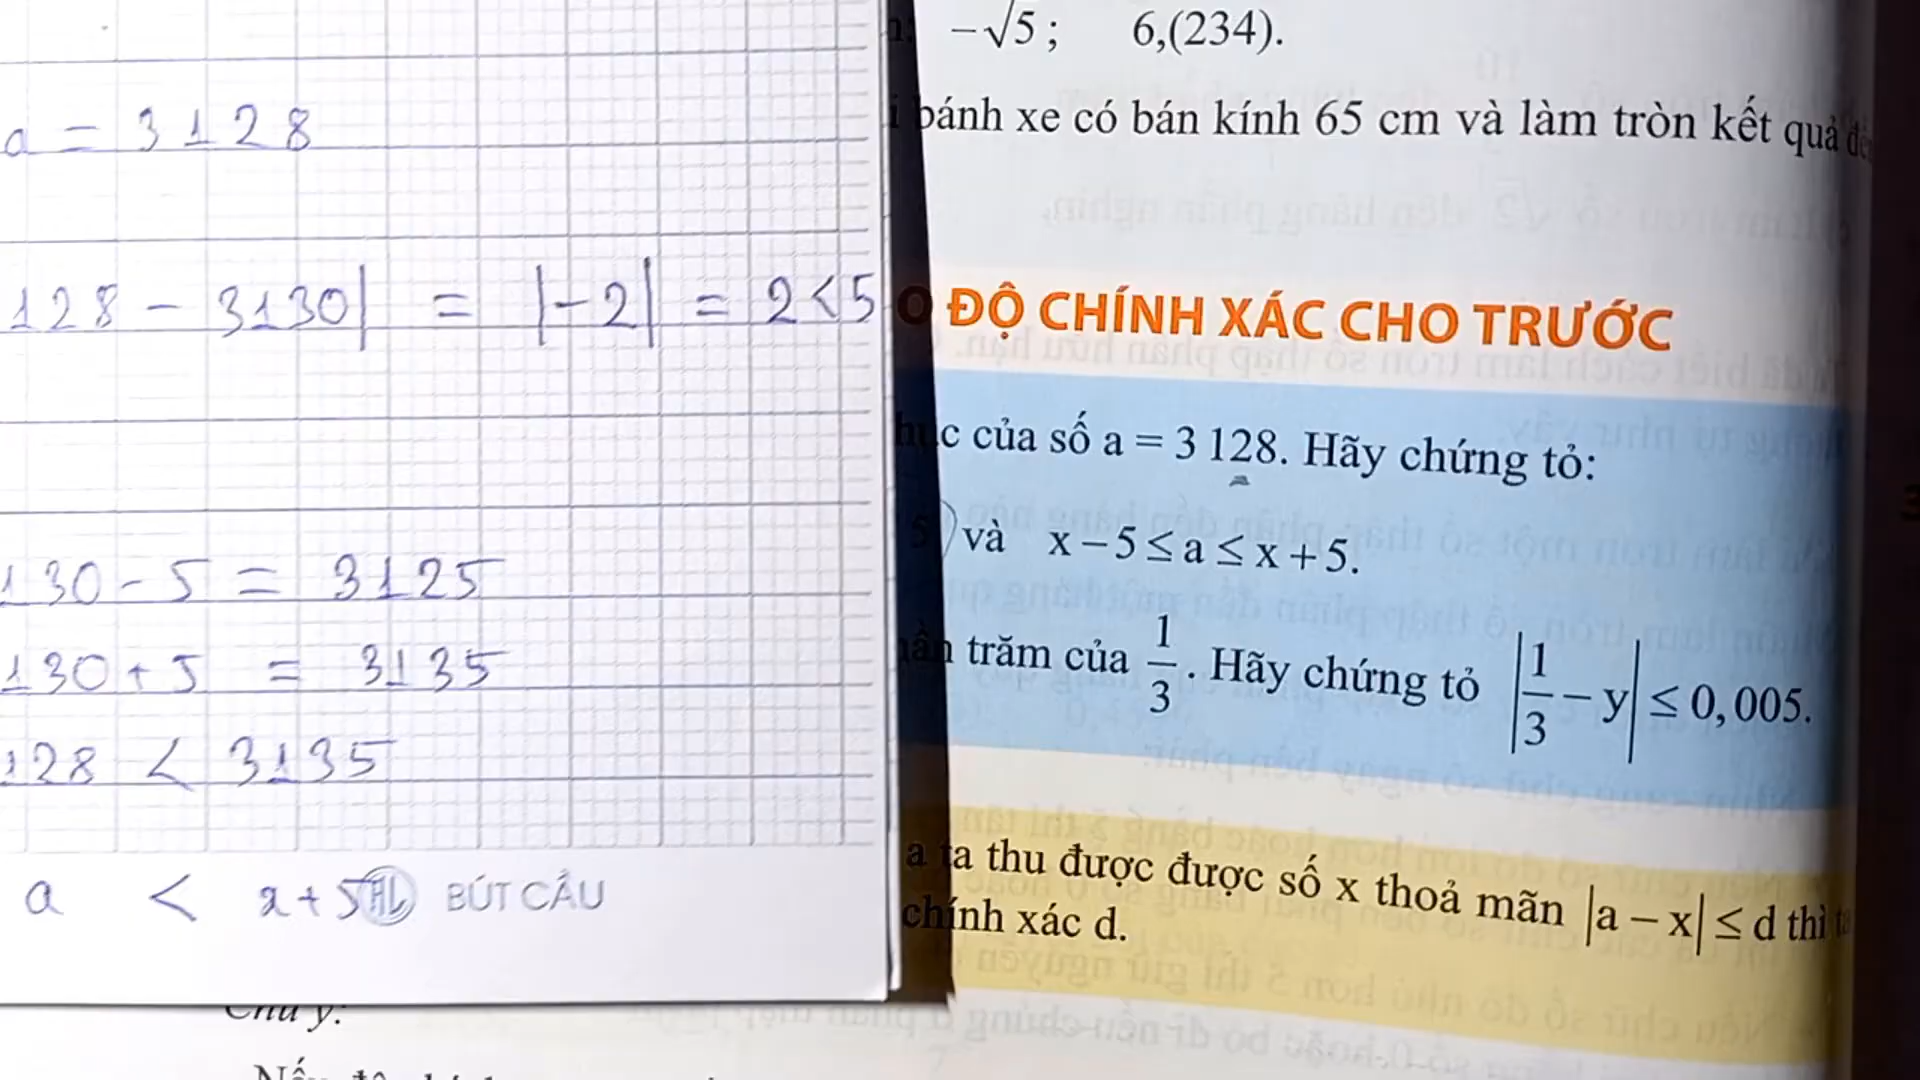 a = 3128
128 - 3130| = |-2| = 2 < 5
130 - 5 = 3125
130 + 5 = 3135
128 < 3135
a < x + 5
BÚT CẦU
-√5; 6,(234).
bánh xe có bán kính 65 cm và làm tròn kết quả
ĐỘ CHÍNH XÁC CHO TRƯỚC
của số a = 3 128. Hãy chứng tỏ:
và x – 5 ≤ a ≤ x + 5.
trăm của 1/3. Hãy chứng tỏ |1/3 – y| ≤ 0,005.
a ta thu được được số x thoả mãn |a – x| ≤ d thì
chính xác d.
Chú ý: